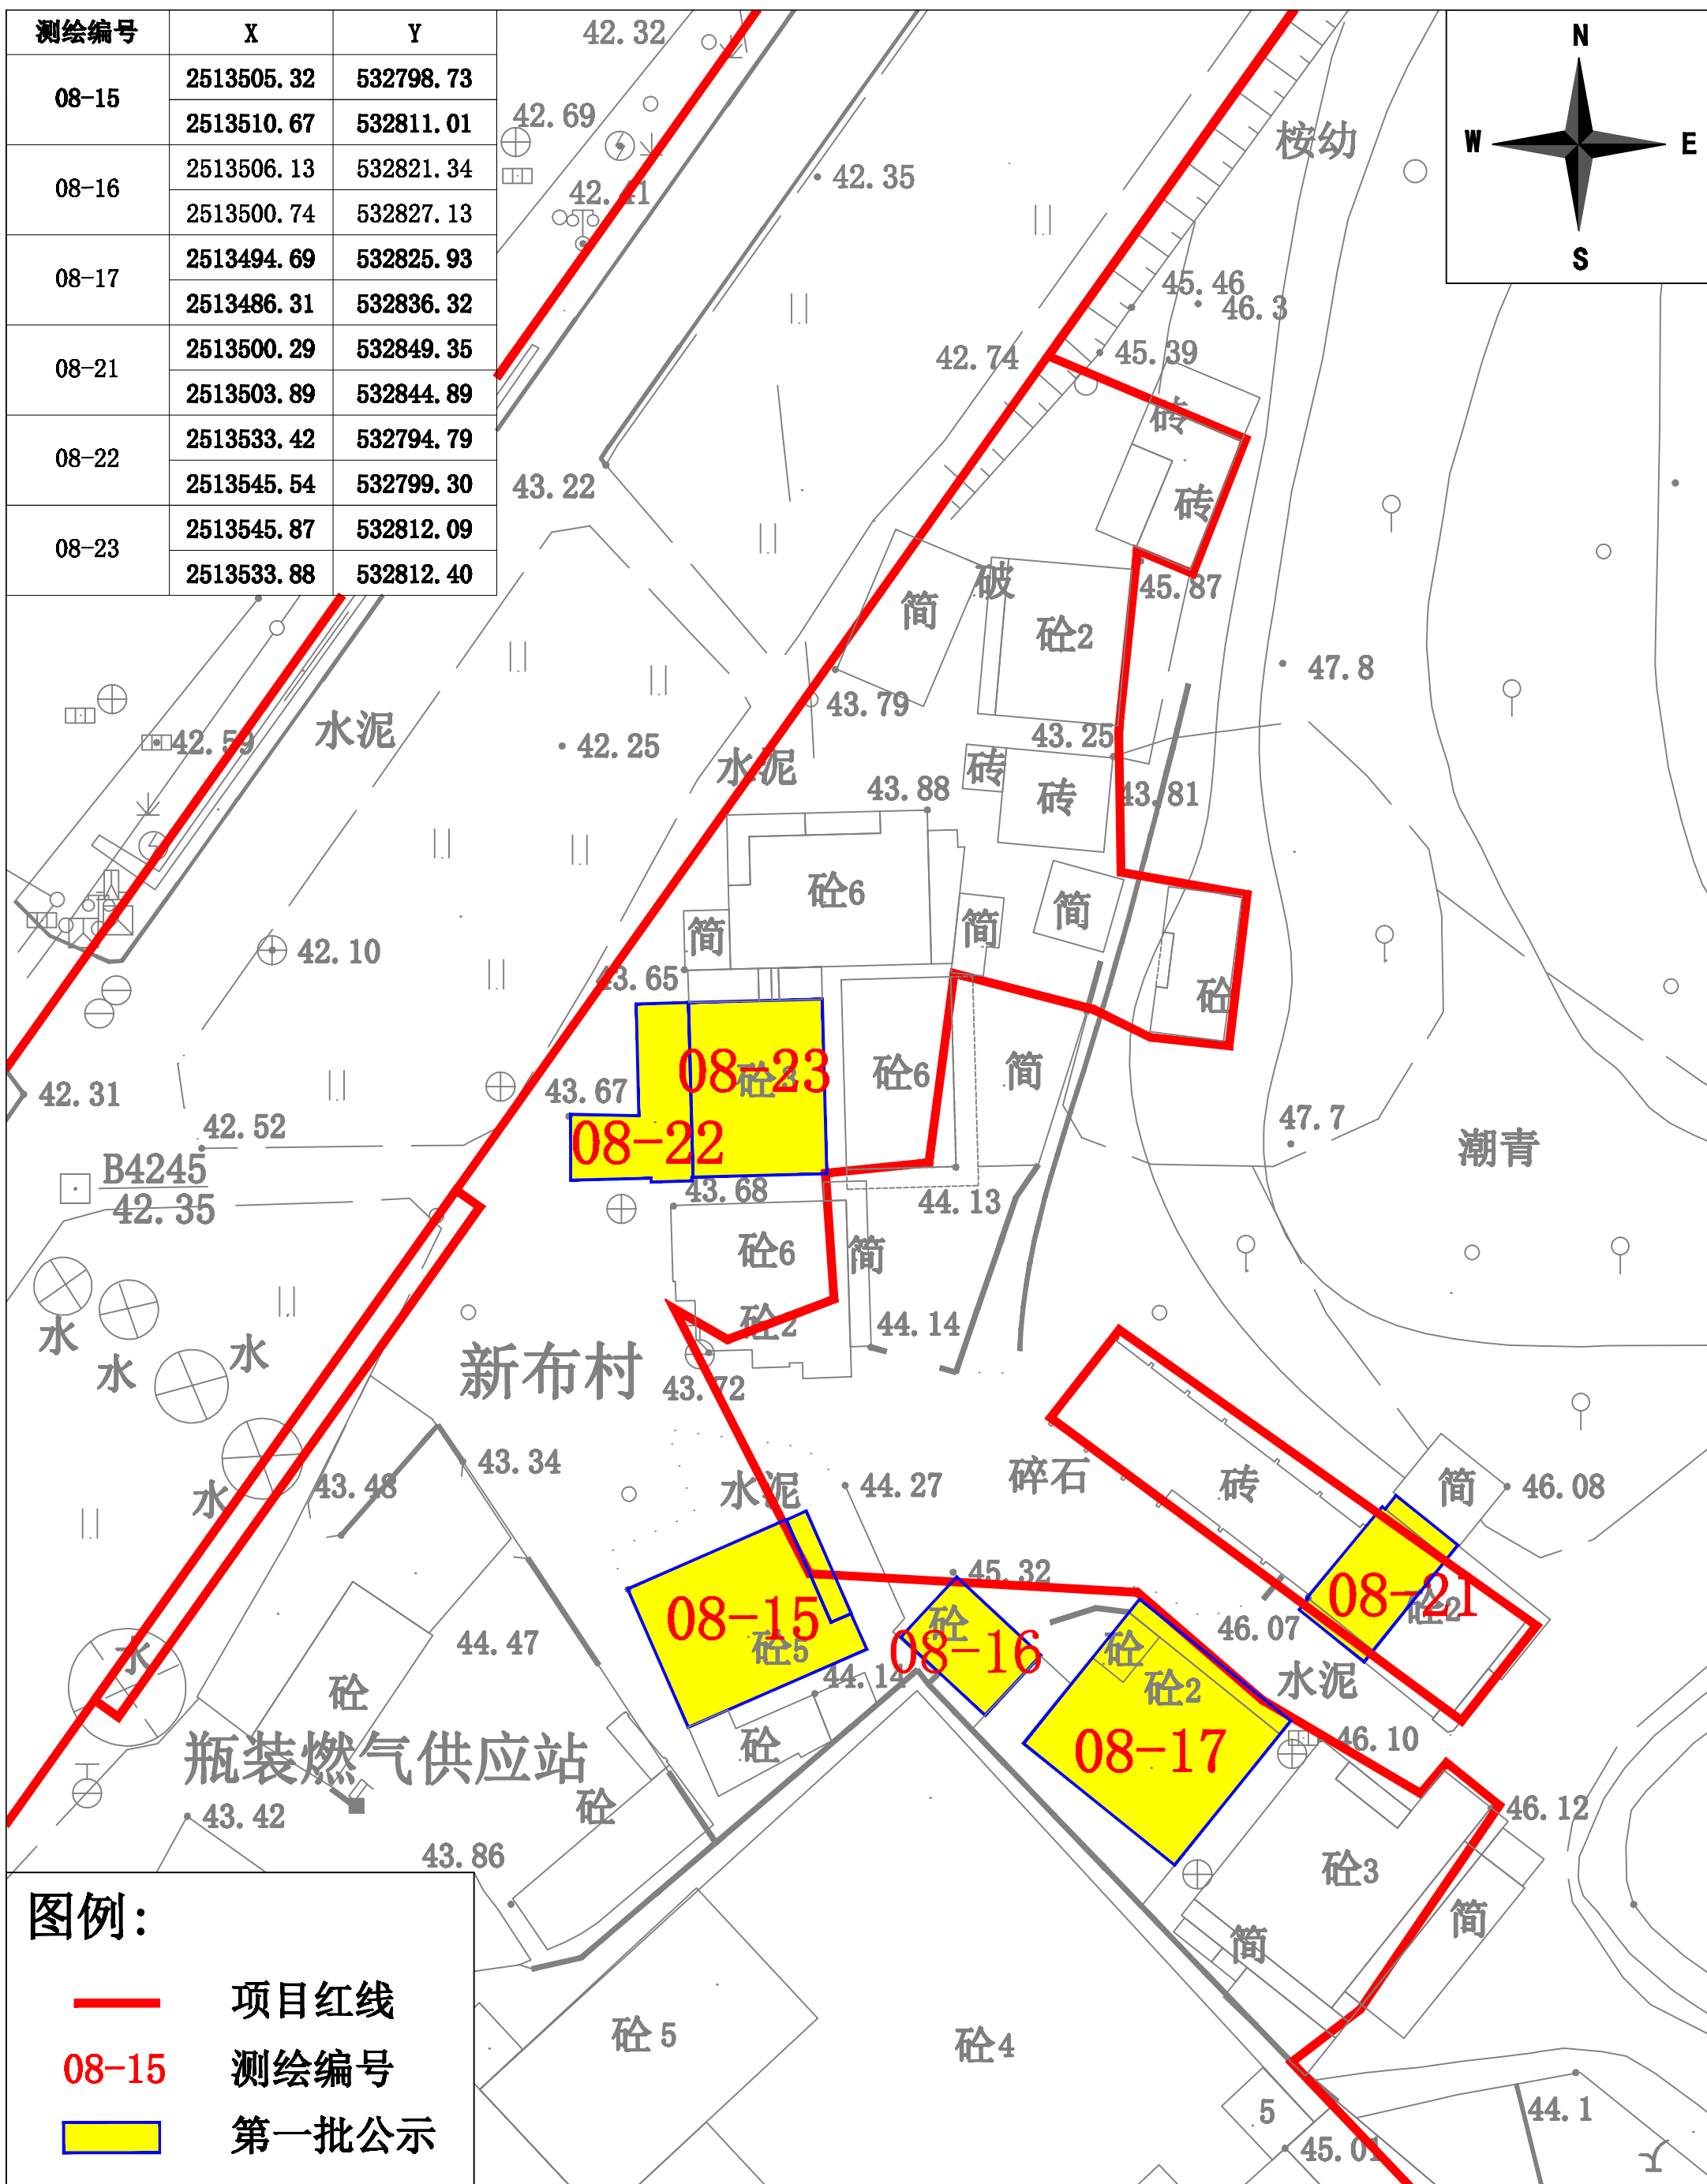 测绘编号 X Y
08-15 2513505.32 532798.73
2513510.67 532811.01
08-16 2513506.13 532821.34
2513500.74 532827.13
08-17 2513494.69 532825.93
2513486.31 532836.32
08-21 2513500.29 532849.35
2513503.89 532844.89
08-22 2513533.42 532794.79
2513545.54 532799.30
08-23 2513545.87 532812.09
2513533.88 532812.40
N
W
E
S
42.32
42.69
42.41
42.35
桉幼
45.46
46.3
42.74
45.39
砖
43.22
砖
简
破
45.87
砼2
47.8
43.79
水泥
42.59
42.25
水泥
43.25
43.88
砖
砖
43.81
砼6
简
简
简
42.10
43.65
砼
43.67
08-23
砼6
简
42.31
42.52
08-22
47.7
潮青
B4245
42.35
43.68
44.13
砼6
简
砼2
44.14
水
水
水
新布村
43.72
43.34
水泥
44.27
碎石
砖
简
46.08
水
43.48
45.32
08-15
砼5
砼
08-16
08-21
砼2
46.07
水
44.47
砼
44.14
砼
砼2
水泥
08-17
46.10
瓶装燃气供应站
砼
砼
43.42
43.86
46.12
砼3
简
简
图例：
项目红线
08-15 测绘编号
第一批公示
砼5
砼4
5
44.1
45.01